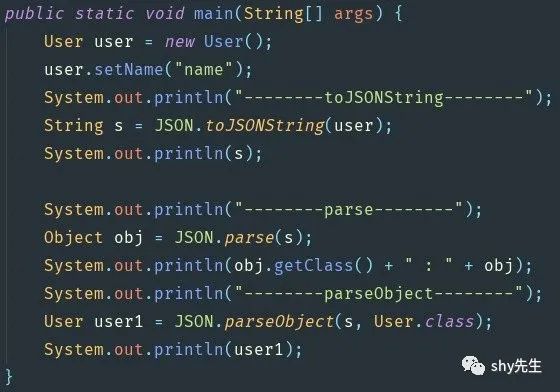 public static void main(String[] args) {
    User user = new User();
    user.setName("name");
    System.out.println("--------toJSONString--------");
    String s = JSON.toJSONString(user);
    System.out.println(s);

    System.out.println("--------parse--------");
    Object obj = JSON.parse(s);
    System.out.println(obj.getClass() + " : " + obj);
    System.out.println("--------parseObject--------");
    User user1 = JSON.parseObject(s, User.class);
    System.out.println(user1);
}
shy先生